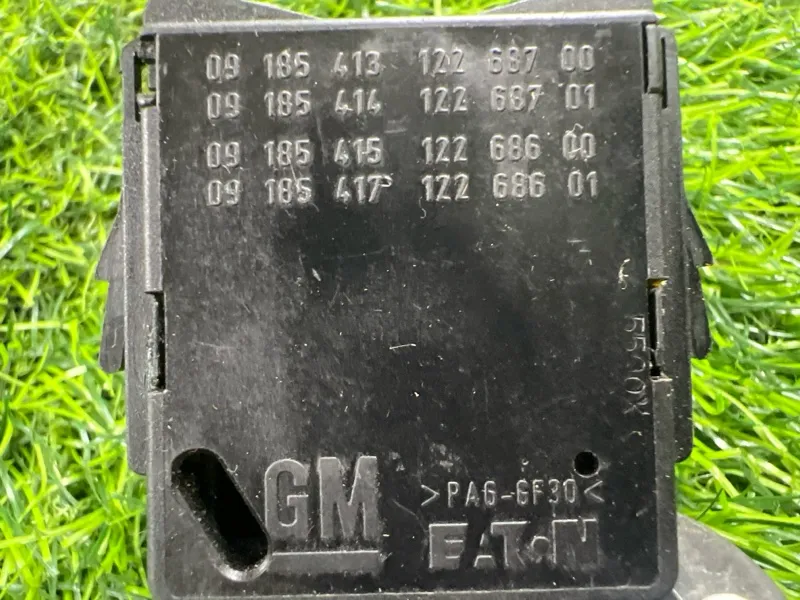 09 185 413 122 687 00
09 185 414 122 687 01
09 185 415 122 686 00
09 185 417 122 686 01
5500K
GM
>PA6-GF30<
EATON